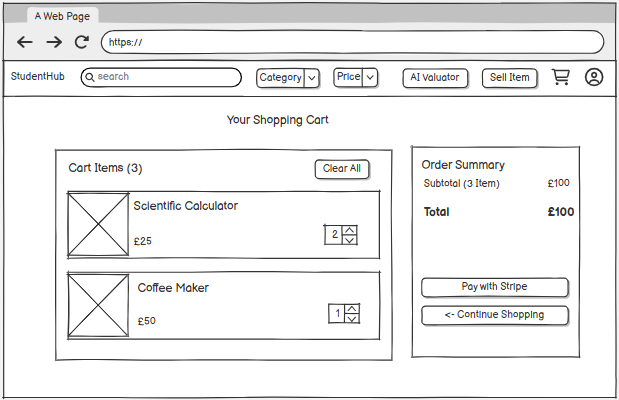 A Web Page
https://
StudentHub search Category Price AI Valuator Sell Item
Your Shopping Cart
Cart Items (3) Clear All
Scientific Calculator
£25 2
Coffee Maker
£50 1
Order Summary
Subtotal (3 Item) £100
Total £100
Pay with Stripe
<- Continue Shopping